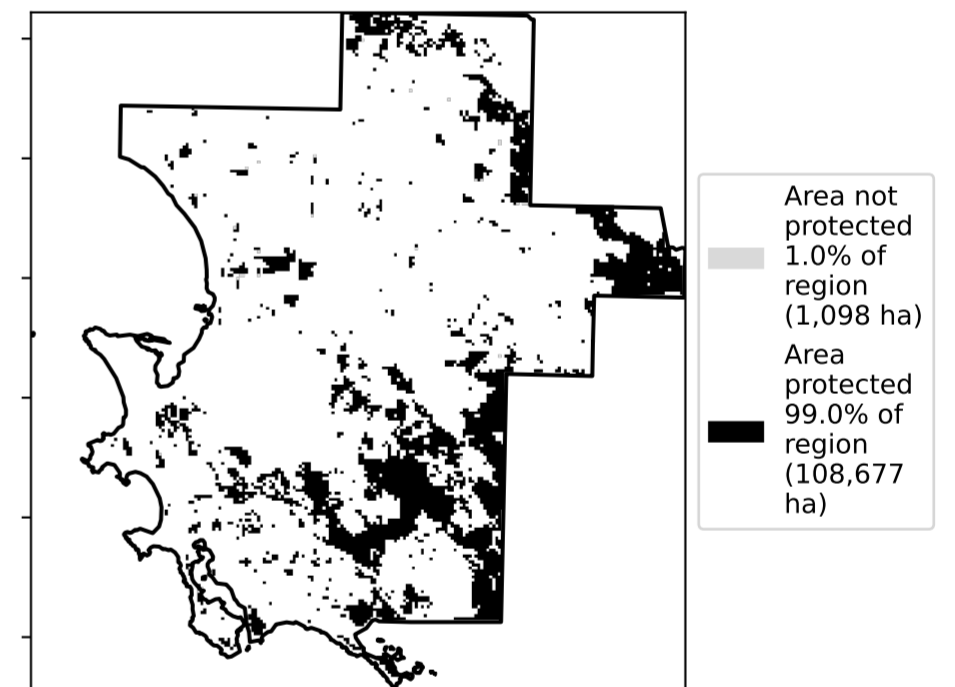 Area not
protected
1.0% of
region
(1,098 ha)
Area
protected
99.0% of
region
(108,677
ha)